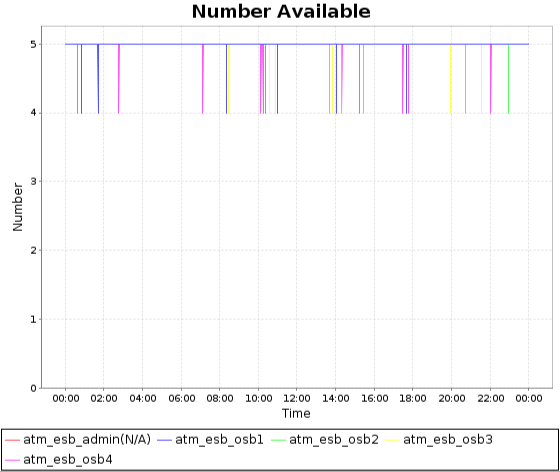 Number Available
5
4
3
2
1
0
Number
00:00 02:00 04:00 06:00 08:00 10:00 12:00 14:00 16:00 18:00 20:00 22:00 00:00
Time
atm_esb_admin(N/A) atm_esb_osb1 atm_esb_osb2 atm_esb_osb3
atm_esb_osb4